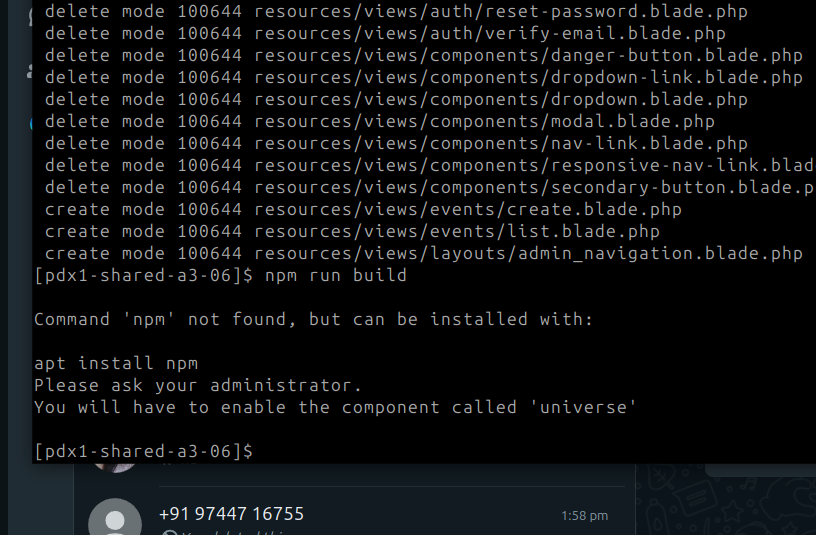 delete mode 100644 resources/views/auth/reset-password.blade.php
delete mode 100644 resources/views/auth/verify-email.blade.php
delete mode 100644 resources/views/components/danger-button.blade.php
delete mode 100644 resources/views/components/dropdown-link.blade.php
delete mode 100644 resources/views/components/dropdown.blade.php
delete mode 100644 resources/views/components/modal.blade.php
delete mode 100644 resources/views/components/nav-link.blade.php
delete mode 100644 resources/views/components/responsive-nav-link.blad
delete mode 100644 resources/views/components/secondary-button.blade.p
create mode 100644 resources/views/events/create.blade.php
create mode 100644 resources/views/events/list.blade.php
create mode 100644 resources/views/layouts/admin_navigation.blade.php
[pdx1-shared-a3-06]$ npm run build
Command 'npm' not found, but can be installed with:
apt install npm
Please ask your administrator.
You will have to enable the component called 'universe'
[pdx1-shared-a3-06]$
+91 97447 16755
1:58 pm